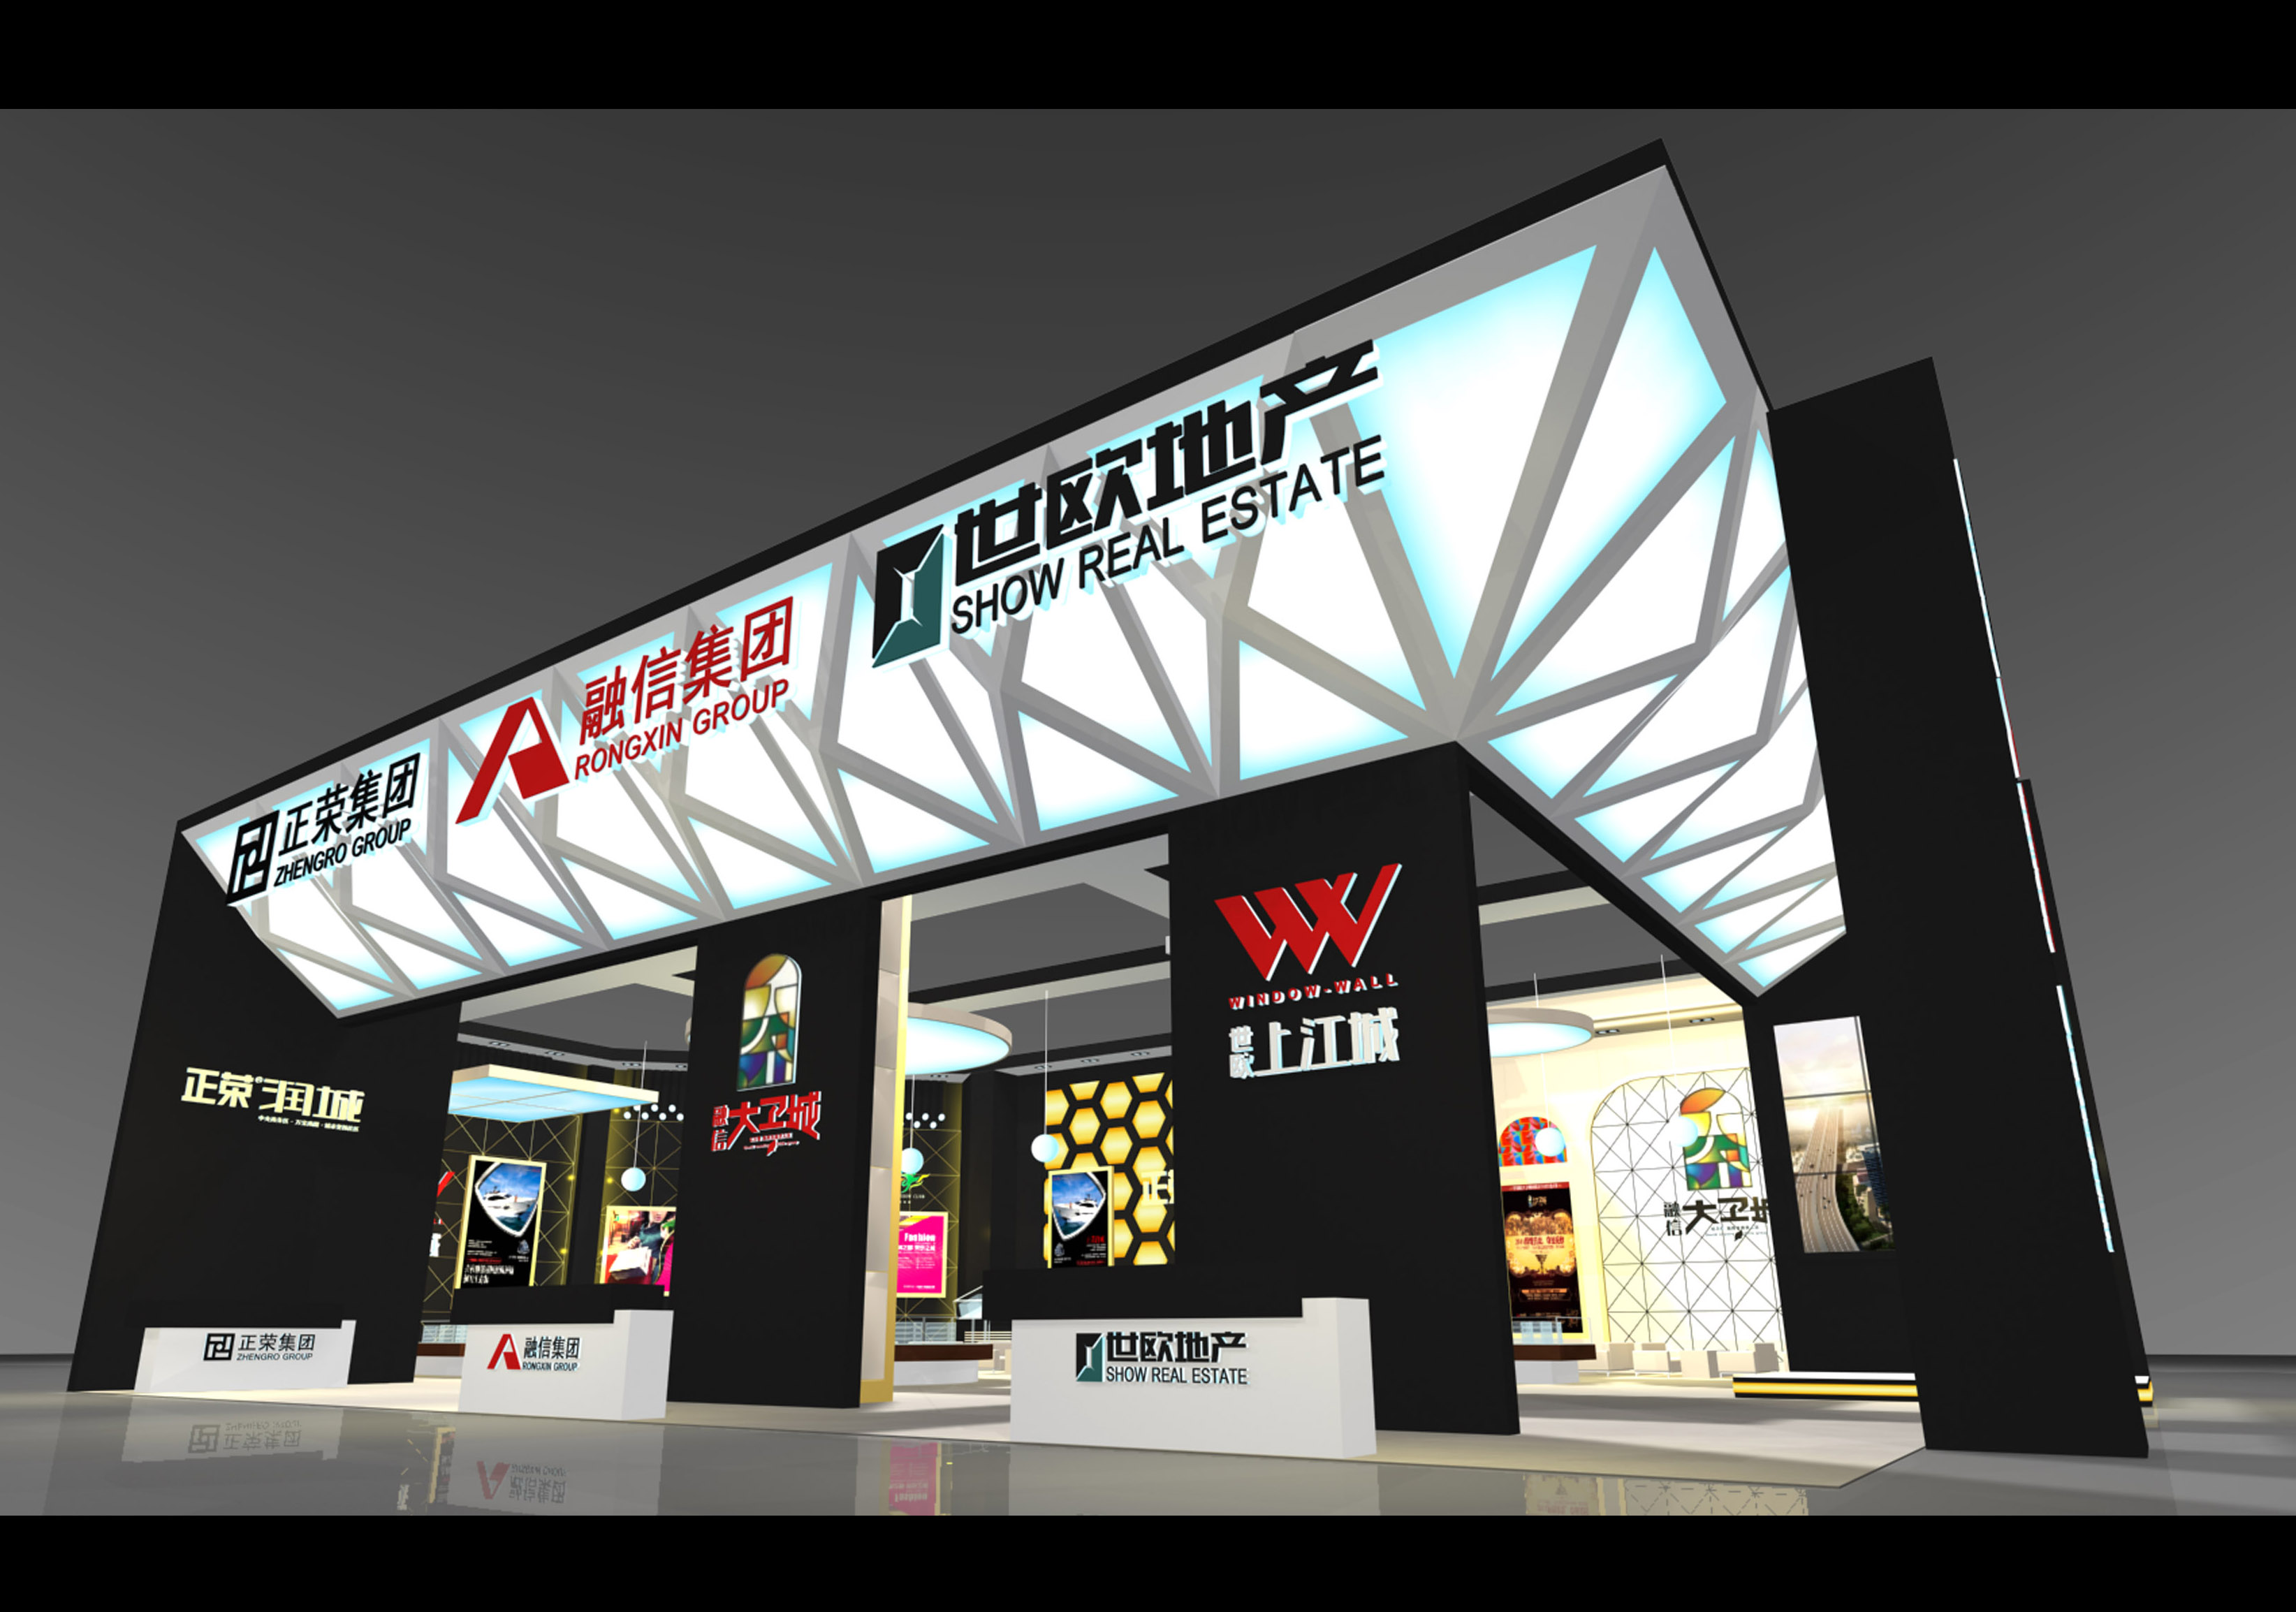 世欧地产
SHOW REAL ESTATE
融信集团
RONGXIN GROUP
正荣集团
ZHENGRO GROUP
WINDOW-WALL
世欧上江城
融信大卫城
正荣润城
融信大卫城
Fashion
正荣集团
ZHENGRO GROUP
融信集团
RONGXIN GROUP
世欧地产
SHOW REAL ESTATE